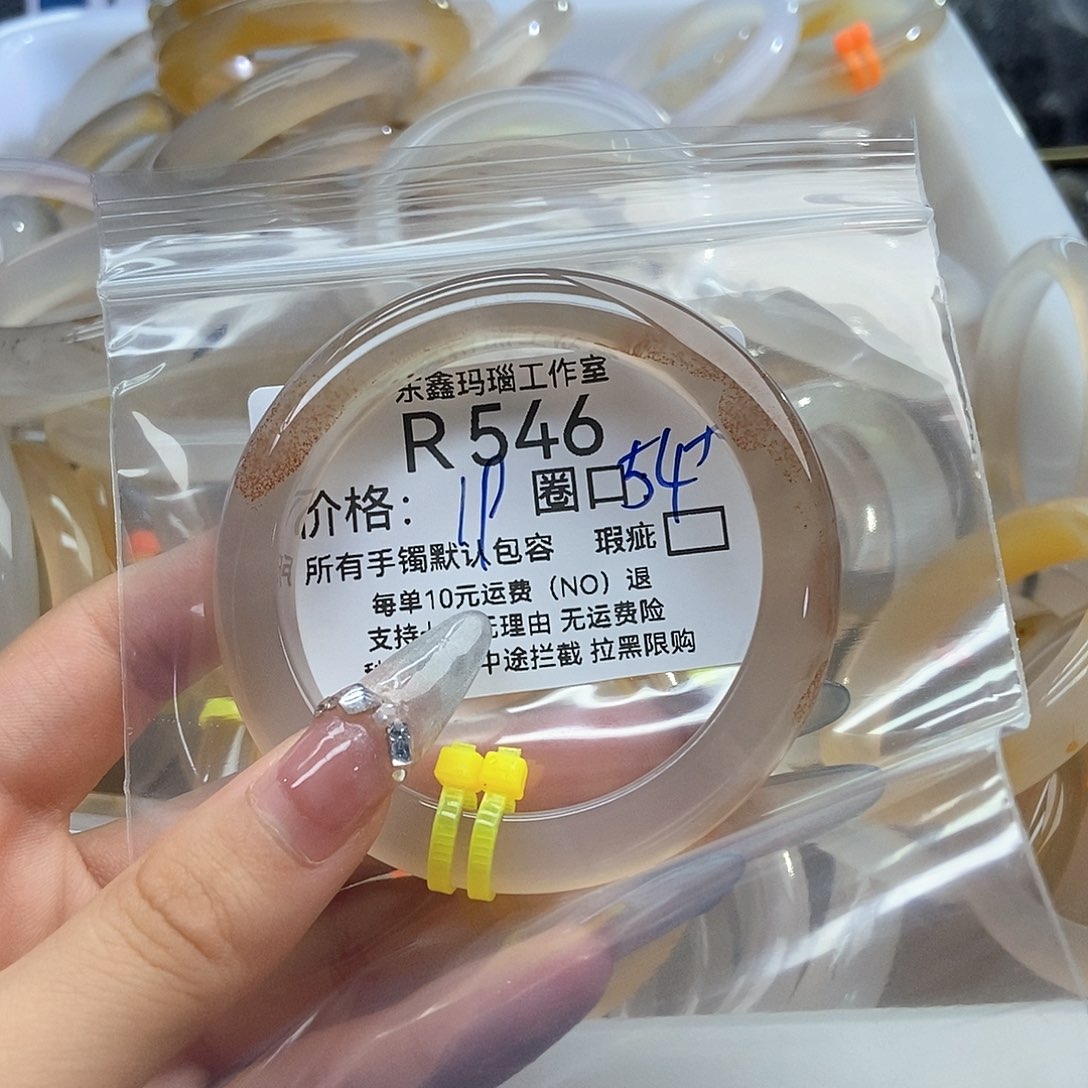 东鑫玛瑙工作室
R 546
价格: 圈口 54
所有手镯默认包容 瑕疵
每单10元运费（NO）退
支持 理由 无运费险
中途拦截 拉黑限购